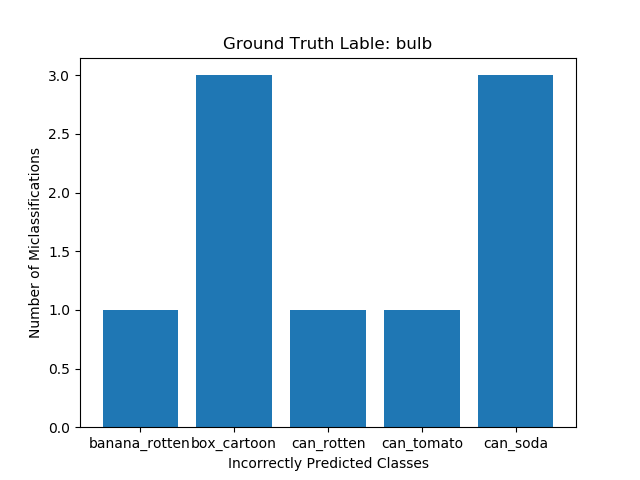 Ground Truth Lable: bulb
Number of Miclassifications
3.0
2.5
2.0
1.5
1.0
0.5
0.0
banana_rotten box_cartoon can_rotten can_tomato can_soda
Incorrectly Predicted Classes